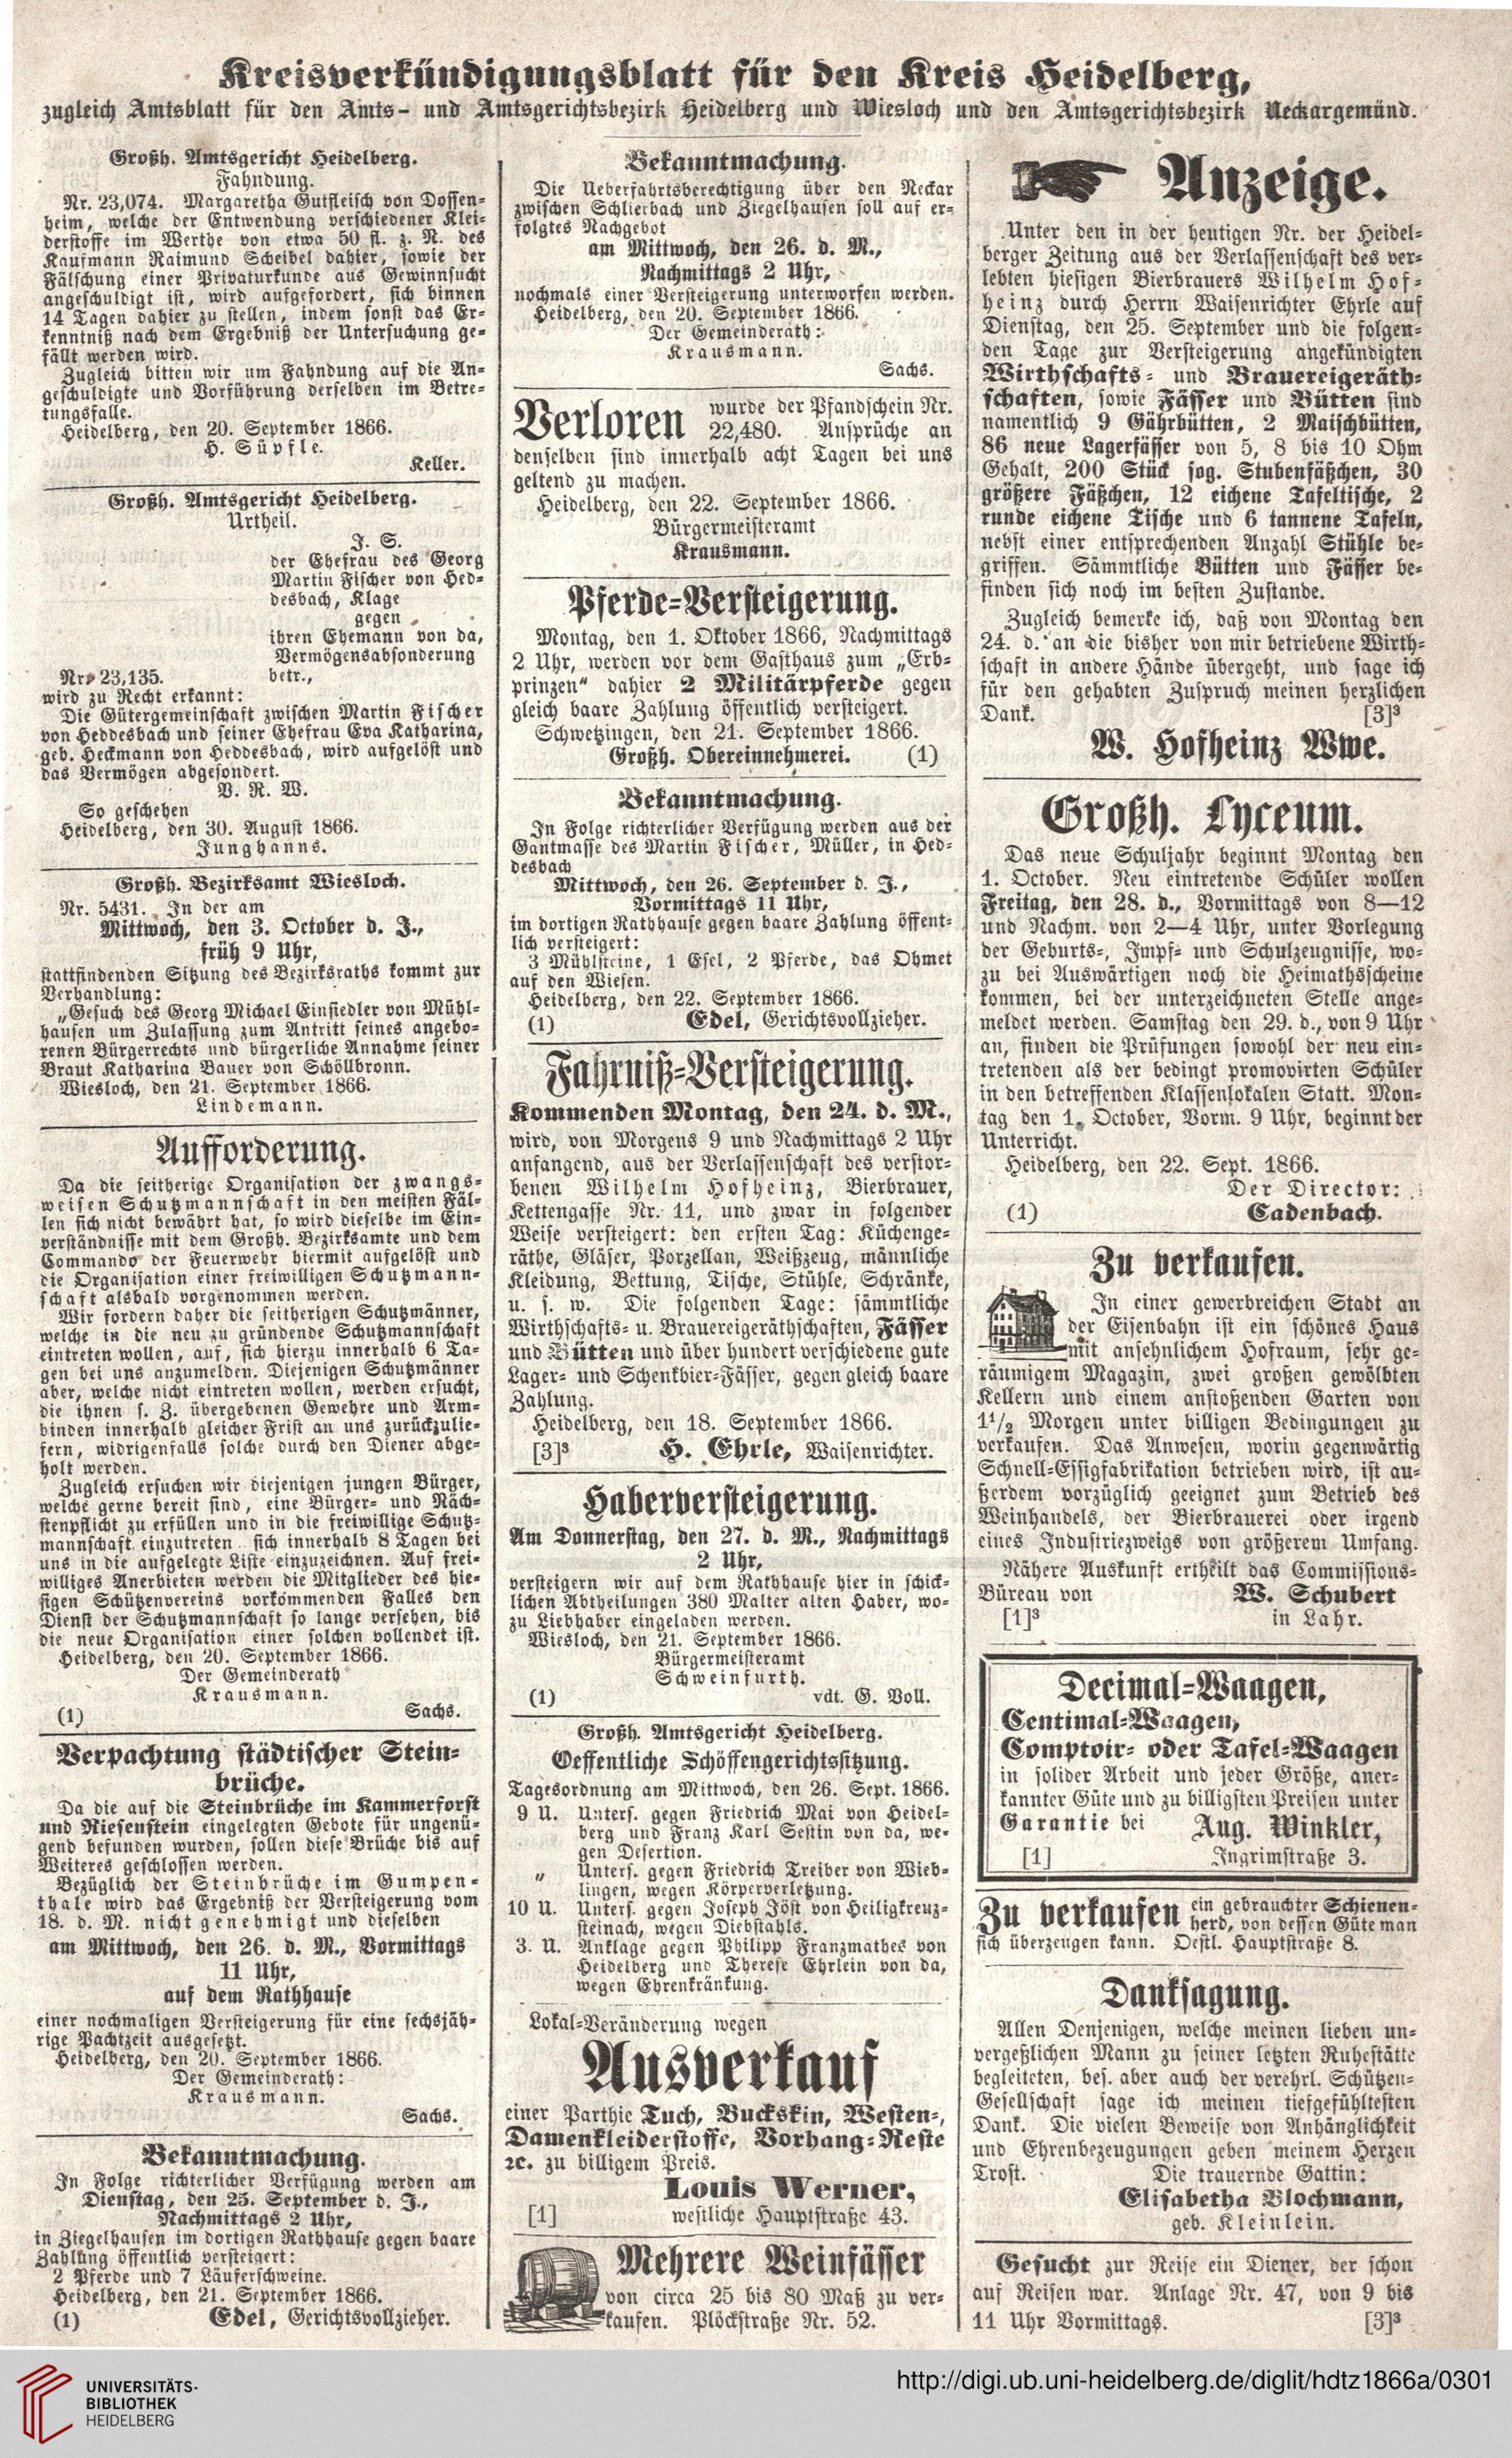 Kreisverkündigungsblatt für den Kreis Heidelberg,
zugleich Amtsblatt für den Amts- und Amtsgerichtsbezirk Heidelberg und Wiesloch und den Amtsgerichtsbezirk Neckargemünd.
Großh. Amtsgericht Heidelberg.
Fahndung.
Nr. 23,074. Margaretha Gutfleisch von Dossen-
heim, welche der Entwendung verschiedener Klei-
derstoffe im Werthe von etwa 50 fl. z. N. des
Kaufmann Raimund Scheibel dahier, sowie der
Fälschung einer Privaturkunde aus Gewinnsucht
angeschuldigt ist, wird aufgefordert, sich binnen
14 Tagen dahier zu stellen, indem sonst das Er-
kenntniß nach dem Ergebniß der Untersuchung ge-
fällt werden wird.
Zugleich bitten wir um Fahndung auf die An-
geschuldigte und Vorführung derselben im Betre-
tungsfalle.
Heidelberg, den 20. September 1866.
H. Süpfle.
Keller.
Großh. Amtsgericht Heidelberg.
Urtheil.
J. S.
der Ehefrau des Georg
Martin Fischer von Hed-
desbach, Klage
gegen
ihren Ehemann von da,
Vermögensabsonderung
Nr. 23,135. betr.,
wird zu Recht erkannt:
Die Gütergemeinschaft zwischen Martin Fischer
von Heddesbach und seiner Ehefrau Eva Katharina,
geb. Heckmann von Heddesbach, wird aufgelöst und
das Vermögen abgesondert.
V. R. W.
So geschehen
Heidelberg, den 30. August 1866.
Junghanns.
Großh. Bezirksamt Wiesloch.
Nr. 5431. In der am
Mittwoch, den 3. October d. J.,
früh 9 Uhr,
stattfindenden Sitzung des Bezirksraths kommt zur
Verhandlung:
„Gesuch des Georg Michael Einsiedler von Mühl-
hausen um Zulassung zum Antritt seines angebo-
renen Bürgerrechts und bürgerliche Annahme seiner
Braut Katharina Bauer von Schöllbronn.
Wiesloch, den 21. September 1866.
Lindemann.
Aufforderung.
Da die seitherige Organisation der zwangs-
weisen Schutzmannschaft in den meisten Fäl-
len sich nicht bewährt hat, so wird dieselbe im Ein-
verständnisse mit dem Großh. Bezirksamte und dem
Commando der Feuerwehr hiermit aufgelöst und
die Organisation einer freiwilligen Schutzmann-
schaft alsbald vorgenommen werden.
Wir fordern daher die seitherigen Schutzmänner,
welche in die neu zu gründende Schutzmannschaft
eintreten wollen, auf, sich hierzu innerhalb 6 Ta-
gen bei uns anzumelden. Diejenigen Schutzmänner
aber, welche nicht eintreten wollen, werden ersucht,
die ihnen s. Z. übergebenen Gewehre und Arm-
binden innerhalb gleicher Frist an uns zurückzulie-
fern, widrigenfalls solche durch den Diener abge-
holt werden.
Zugleich ersuchen wir diejenigen jungen Bürger,
welche gerne bereit sind, eine Bürger- und Näch-
stenpflicht zu erfüllen und in die freiwillige Schutz-
mannschaft einzutreten sich innerhalb 8 Tagen bei
uns in die aufgelegte Liste einzuzeichnen. Auf frei-
williges Anerbieten werden die Mitglieder des hie-
sigen Schützenvereins vorkommenden Falles den
Dienst der Schutzmannschaft so lange versehen, bis
die neue Organisation einer solchen vollendet ist.
Heidelberg, den 20. September 1866.
Der Gemeinderath
Krausmann.
(1) Sachs.
Verpachtung städtischer Stein-
brüche.
Da die auf die Steinbrüche im Kammerforst
und Riesenstein eingelegten Gebote für ungenü-
gend befunden wurden, sollen diese Brüche bis auf
Weiteres geschlossen werden.
Bezüglich der Steinbrüche im Gumpen-
thale wird das Ergebniß der Versteigerung vom
18. d. M. nicht genehmigt und dieselben
am Mittwoch, den 26. d. M., Vormittags
11 Uhr,
auf dem Rathhause
einer nochmaligen Versteigerung für eine sechsjäh-
rige Pachtzeit ausgesetzt.
Heidelberg, den 20. September 1866.
Der Gemeinderath:
Krausmann.
Sachs.
Bekanntmachung.
In Folge richterlicher Verfügung werden am
Dienstag, den 25. September d. J.,
Nachmittags 2 Uhr,
in Ziegelhausen im dortigen Rathhause gegen baare
Zahlung öffentlich versteigert:
2 Pferde und 7 Läuferschweine.
Heidelberg, den 21. September 1866.
(1) Edel, Gerichtsvollzieher.
Bekanntmachung.
Die Ueberfahrtsberechtigung über den Neckar
zwischen Schlierbach und Ziegelhausen soll auf er-
folgtes Nachgebot
am Mittwoch, den 26. d. M.,
Nachmittags 2 Uhr,
nochmals einer Versteigerung unterworfen werden.
Heidelberg, den 20. September 1866.
Der Gemeinderath:
Krausmann.
Sachs.
Verloren wurde der Pfandschein Nr.
22,480. Ansprüche an
denselben sind innerhalb acht Tagen bei uns
geltend zu machen.
Heidelberg, den 22. September 1866.
Bürgermeisteramt
Krausmann.
Pferde-Versteigerung.
Montag, den 1. Oktober 1866, Nachmittags
2 Uhr, werden vor dem Gasthaus zum „Erb-
prinzen“ dahier 2 Militärpferde gegen
gleich baare Zahlung öffentlich versteigert.
Schwetzingen, den 21. September 1866.
Großh. Obereinnehmerei. (1)
Bekanntmachung.
In Folge richterlicher Verfügung werden aus der
Gantmasse des Martin Fischer, Müller, in Hed-
desbach
Mittwoch, den 26. September d. J.,
Vormittags 11 Uhr,
im dortigen Rathhause gegen baare Zahlung öffent-
lich versteigert:
3 Mühlsteine, 1 Esel, 2 Pferde, das Ohmet
auf den Wiesen.
Heidelberg, den 22. September 1866.
(1) Edel, Gerichtsvollzieher.
Fahrniß-Versteigerung.
Kommenden Montag, den 24. d. M.,
wird, von Morgens 9 und Nachmittags 2 Uhr
anfangend, aus der Verlassenschaft des verstor-
benen Wilhelm Hofheinz, Bierbrauer,
Kettengasse Nr. 11, und zwar in folgender
Weise versteigert: den ersten Tag: Küchenge-
räthe, Gläser, Porzellan, Weißzeug, männliche
Kleidung, Bettung, Tische, Stühle, Schränke,
u. s. w. Die folgenden Tage: sämmtliche
Wirthschafts- u. Brauereigeräthschaften, Fässer
und Bütten und über hundert verschiedene gute
Lager- und Schenkbier-Fässer, gegen gleich baare
Zahlung.
Heidelberg, den 18. September 1866.
[3]³ H. Ehrle, Waisenrichter.
Haberversteigerung.
Am Donnerstag, den 27. d. M., Nachmittags
2 Uhr,
versteigern wir auf dem Rathhause hier in schick-
lichen Abtheilungen 380 Malter alten Haber, wo-
zu Liebhaber eingeladen werden.
Wiesloch, den 21. September 1866.
Bürgermeisteramt
Schweinfurth.
(1) vdt. G. Voll.
Großh. Amtsgericht Heidelberg.
Oeffentliche Schöffengerichtssitzung.
Tagesordnung am Mittwoch, den 26. Sept. 1866.
9 U. Unters. gegen Friedrich Mai von Heidel-
berg und Franz Karl Sestin von da, we-
gen Desertion.
„ Unters. gegen Friedrich Treiber von Wieb-
lingen, wegen Körperverletzung.
10 U. Unters. gegen Joseph Jöst von Heiligkreuz-
steinach, wegen Diebstahls.
3. U. Anklage gegen Philipp Franzmathes von
Heidelberg und Therese Ehrlein von da,
wegen Ehrenkränkung.
Lokal-Veränderung wegen
Ausverkauf
einer Parthie Tuch, Buckskin, Westen-,
Damenkleiderstoffe, Vorhang-Reste
ꝛc. zu billigem Preis.
Louis Werner,
[1] westliche Hauptstraße 43.
Mehrere Weinfässer
von circa 25 bis 80 Maß zu ver-
kaufen. Plöckstraße Nr. 52.
Anzeige.
Unter den in der heutigen Nr. der Heidel-
berger Zeitung aus der Verlassenschaft des ver-
lebten hiesigen Bierbrauers Wilhelm Hof-
heinz durch Herrn Waisenrichter Ehrle auf
Dienstag, den 25. September und die folgen-
den Tage zur Versteigerung angekündigten
Wirthschafts- und Brauereigeräth-
schaften, sowie Fässer und Bütten sind
namentlich 9 Gährbütten, 2 Maischbütten,
86 neue Lagerfässer von 5, 8 bis 10 Ohm
Gehalt, 200 Stück sog. Stubenfäßchen, 30
größere Fäßchen, 12 eichene Tafeltische, 2
runde eichene Tische und 6 tannene Tafeln,
nebst einer entsprechenden Anzahl Stühle be-
griffen. Sämmtliche Bütten und Fässer be-
finden sich noch im besten Zustande.
Zugleich bemerke ich, daß von Montag den
24. d. an die bisher von mir betriebene Wirth-
schaft in andere Hände übergeht, und sage ich
für den gehabten Zuspruch meinen herzlichen
Dank. [3]³
W. Hofheinz Wwe.
Großh. Lyceum.
Das neue Schuljahr beginnt Montag den
1. October. Neu eintretende Schüler wollen
Freitag, den 28. d., Vormittags von 8—12
und Nachm. von 2—4 Uhr, unter Vorlegung
der Geburts-, Impf- und Schulzeugnisse, wo-
zu bei Auswärtigen noch die Heimathsscheine
kommen, bei der unterzeichneten Stelle ange-
meldet werden. Samstag den 29. d., von 9 Uhr
an, finden die Prüfungen sowohl der neu ein-
tretenden als der bedingt promovirten Schüler
in den betreffenden Klassenlokalen Statt. Mon-
tag den 1. October, Vorm. 9 Uhr, beginnt der
Unterricht.
Heidelberg, den 22. Sept. 1866.
Der Director:
(1) Cadenbach.
Zu verkaufen.
In einer gewerbreichen Stadt an
der Eisenbahn ist ein schönes Haus
mit ansehnlichem Hofraum, sehr ge-
räumigem Magazin, zwei großen gewölbten
Kellern und einem anstoßenden Garten von
1½ Morgen unter billigen Bedingungen zu
verkaufen. Das Anwesen, worin gegenwärtig
Schnell-Essigfabrikation betrieben wird, ist au-
ßerdem vorzüglich geeignet zum Betrieb des
Weinhandels, der Bierbrauerei oder irgend
eines Industriezweigs von größerem Umfang.
Nähere Auskunft ertheilt das Commissions-
Büreau von W. Schubert
[1]³ in Lahr.
Decimal-Waagen,
Centimal-Waagen,
Comptoir- oder Tafel-Waagen
in solider Arbeit und jeder Größe, aner-
kannter Güte und zu billigsten Preisen unter
Garantie bei Aug. Winkler,
[1] Ingrimstraße 3.
Zu verkaufen ein gebrauchter Schienen-
herd, von dessen Güte man
sich überzeugen kann. Oestl. Hauptstraße 8.
Danksagung.
Allen Denjenigen, welche meinen lieben un-
vergeßlichen Mann zu seiner letzten Ruhestätte
begleiteten, bes. aber auch der verehrl. Schützen-
Gesellschaft sage ich meinen tiefgefühltesten
Dank. Die vielen Beweise von Anhänglichkeit
und Ehrenbezeugungen geben meinem Herzen
Trost. Die trauernde Gattin:
Elisabetha Blochmann,
geb. Kleinlein.
Gesucht zur Reise ein Diener, der schon
auf Reisen war. Anlage Nr. 47, von 9 bis
11 Uhr Vormittags. [3]³
UNIVERSITÄTS-
BIBLIOTHEK
HEIDELBERG
http://digi.ub.uni-heidelberg.de/diglit/hdtz1866a/0301